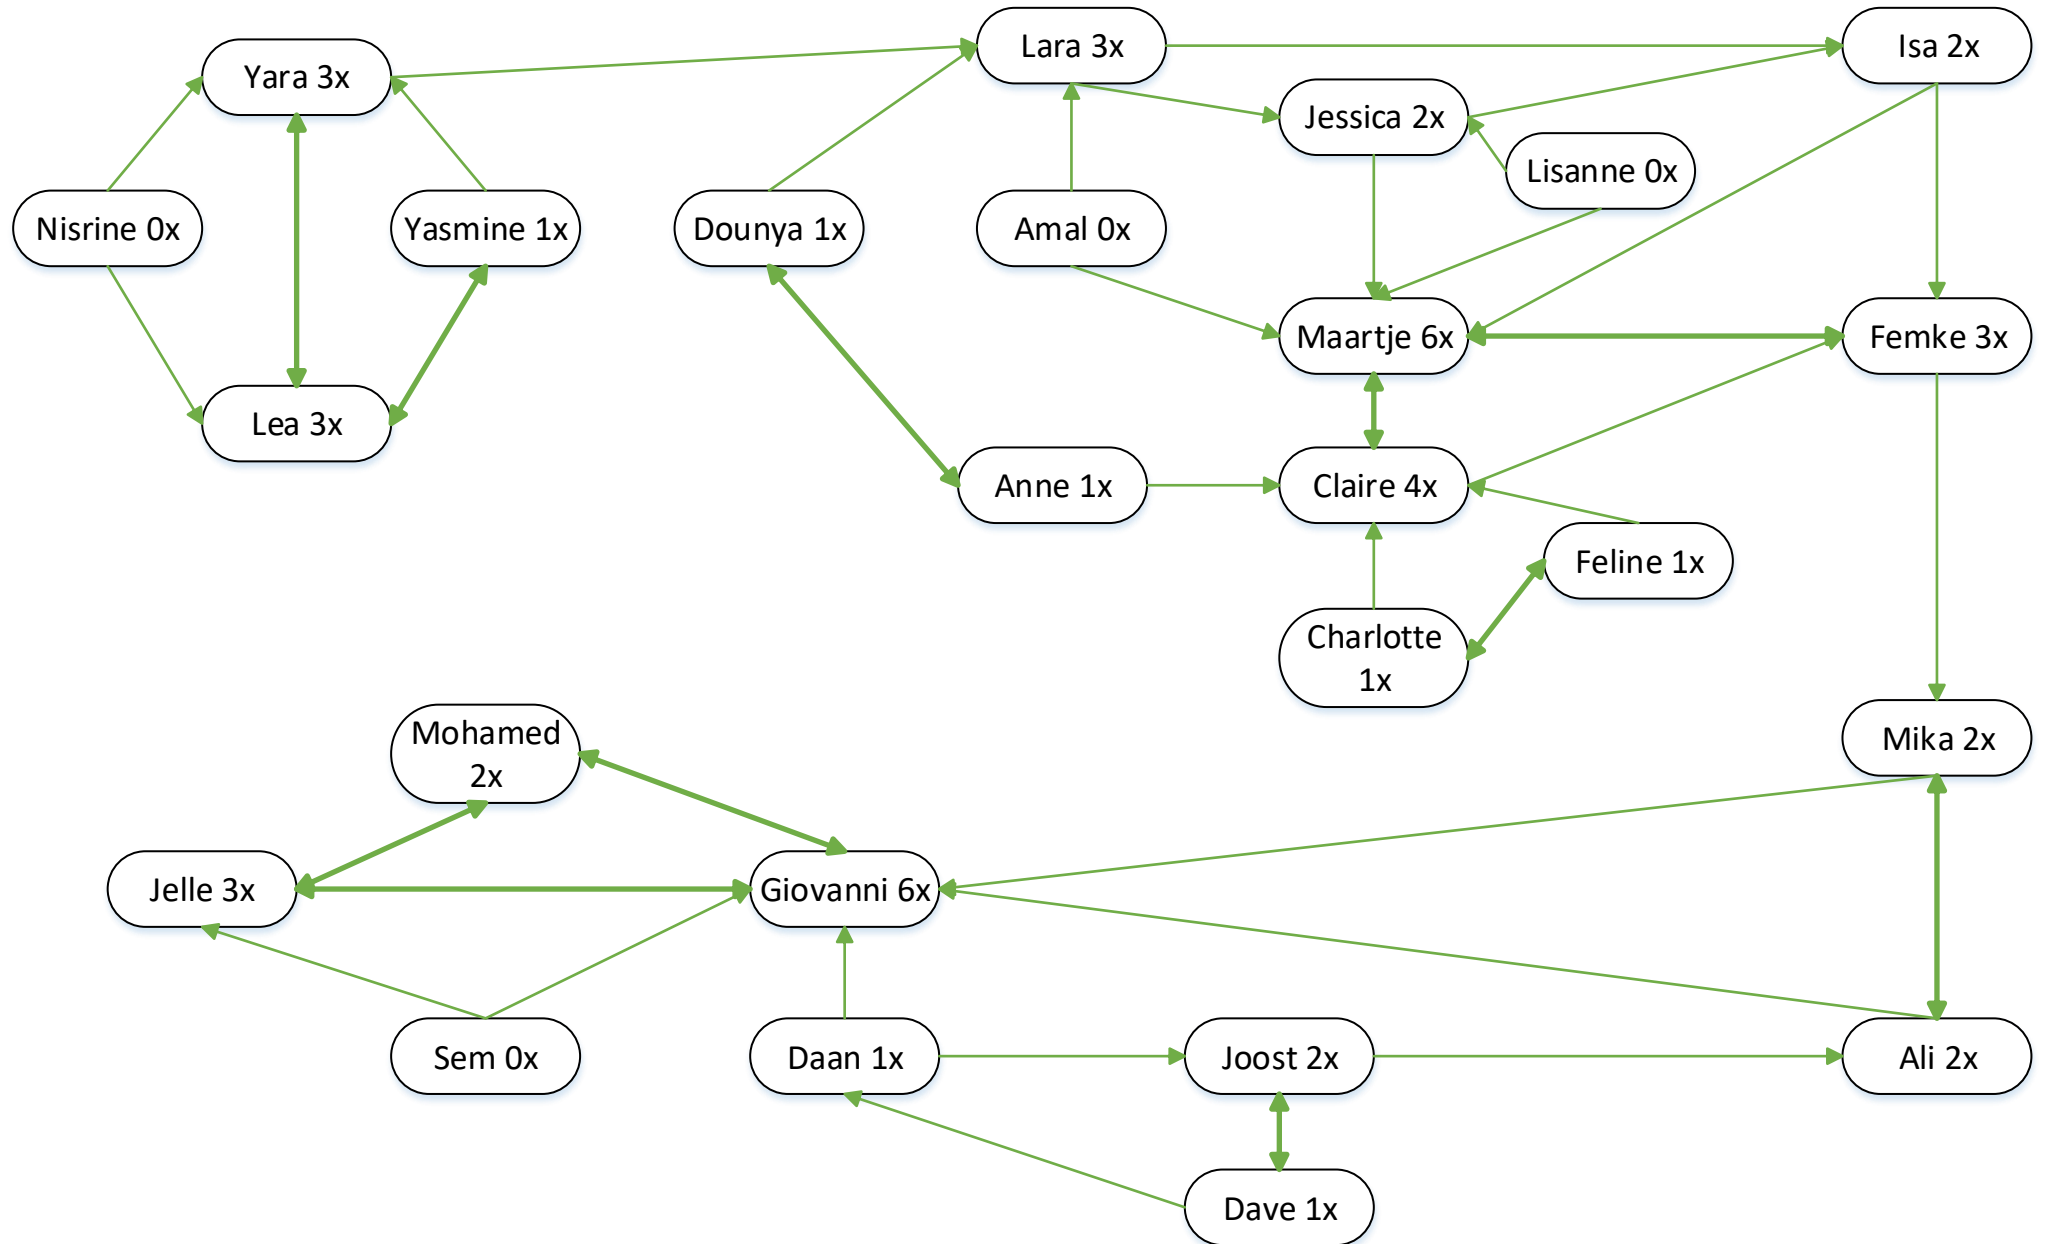 Lara 3x
Isa 2x
Yara 3x
Jessica 2x
Lisanne 0x
Nisrine 0x
Yasmine 1x
Dounya 1x
Amal 0x
Maartje 6x
Femke 3x
Lea 3x
Anne 1x
Claire 4x
Feline 1x
Charlotte
1x
Mohamed
2x
Mika 2x
Jelle 3x
Giovanni 6x
Sem 0x
Daan 1x
Joost 2x
Ali 2x
Dave 1x